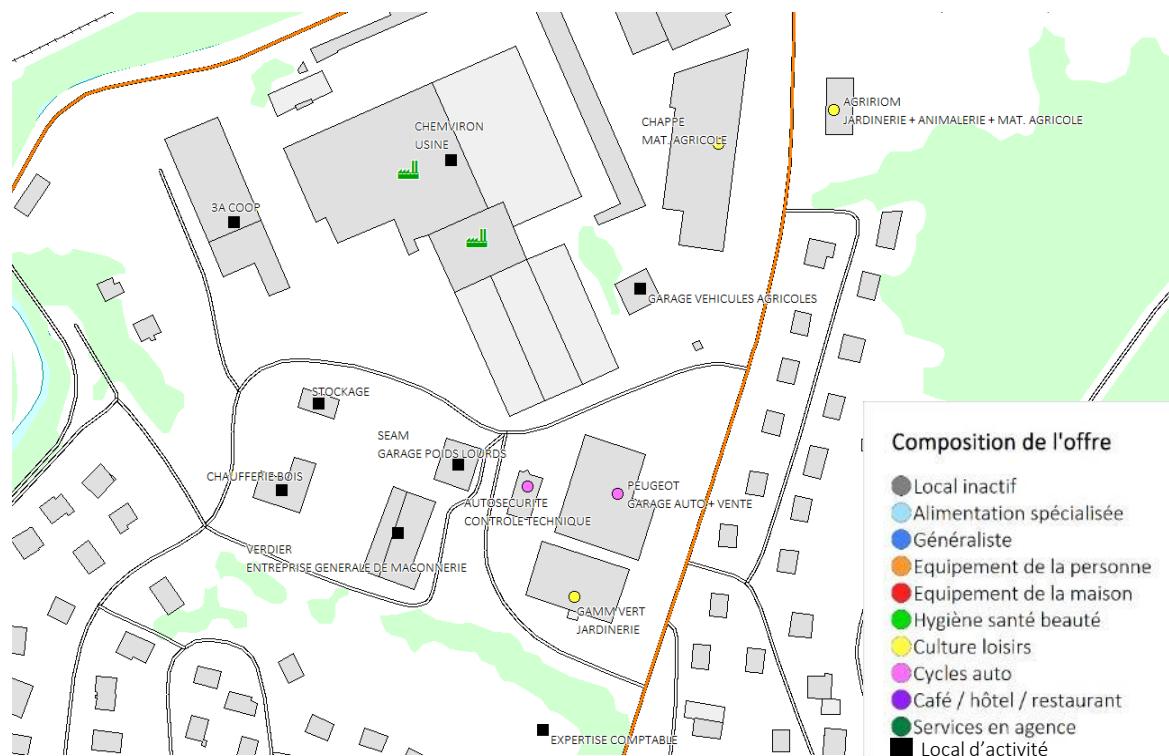 AGRIRIOM
JARDINERIE + ANIMALERIE + MAT. AGRICOLE
CHAPPE
MAT. AGRICOLE
CHEMVIRON
USINE
3A COOP
GARAGE VEHICULES AGRICOLES
STOCKAGE
SEAM
GARAGE POIDS LOURDS
CHAUFFERIE BOIS
PEUGEOT
GARAGE AUTO + VENTE
AUTOSECURITE
CONTROLE TECHNIQUE
VERDIER
ENTREPRISE GENERALE DE MACONNERIE
GAMM VERT
JARDINERIE
EXPERTISE COMPTABLE
Composition de l'offre
Local inactif
Alimentation spécialisée
Généraliste
Equipement de la personne
Equipement de la maison
Hygiène santé beauté
Culture loisirs
Cycles auto
Café / hôtel / restaurant
Services en agence
Local d'activité